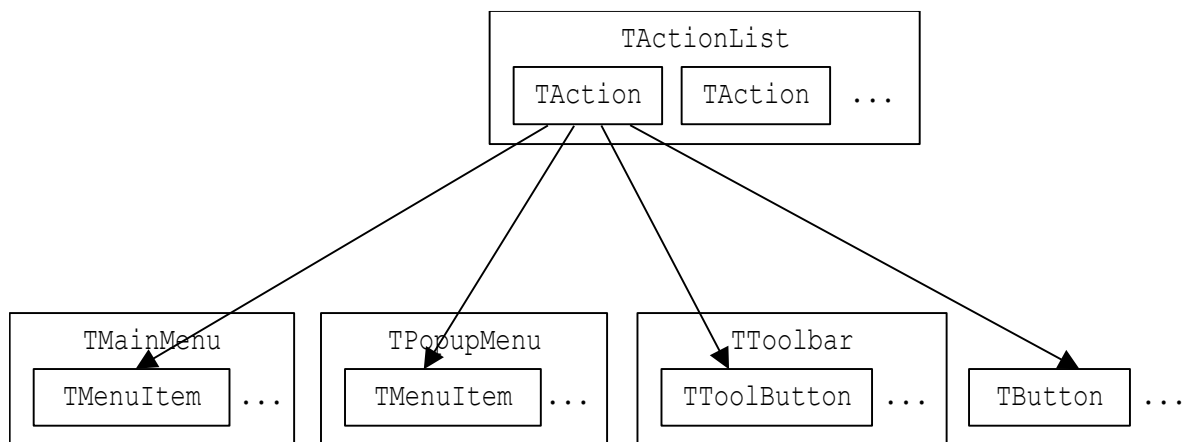 TActionList
TAction TAction ...
TMainMenu TPopupMenu TToolbar
TMenuItem ... TMenuItem ... TToolButton ... TButton ...